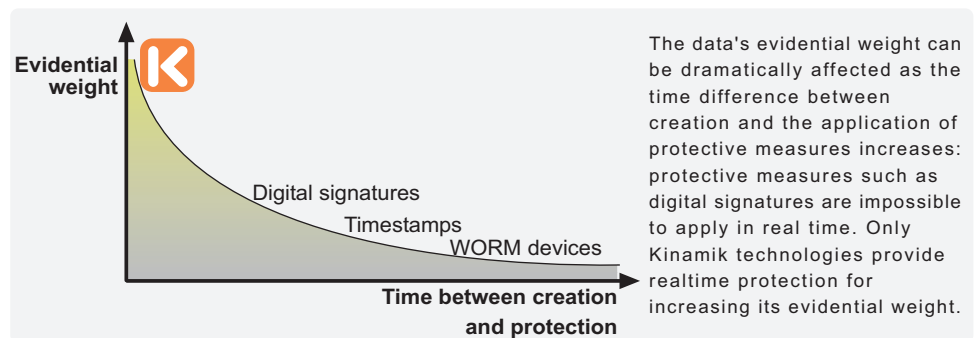 Evidential
weight
K
Digital signatures
Timestamps
WORM devices
Time between creation
and protection
The data's evidential weight can
be dramatically affected as the
time difference between
creation and the application of
protective measures increases:
protective measures such as
digital signatures are impossible
to apply in real time. Only
Kinamik technologies provide
realtime protection for
increasing its evidential weight.